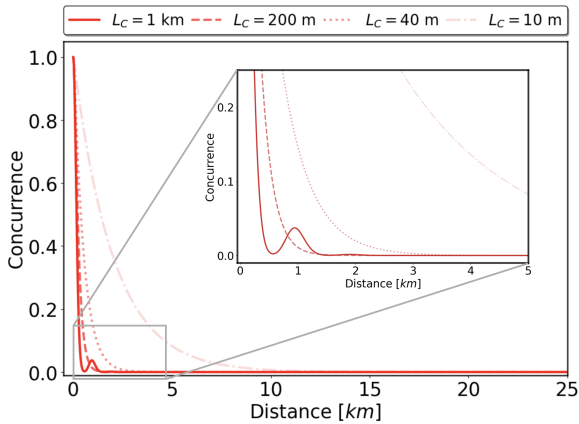 L_C = 1 km L_C = 200 m L_C = 40 m L_C = 10 m
1.0
0.8
0.6
0.4
0.2
0.0
Concurrence
0 5 10 15 20 25
Distance [km]
0.2
0.1
0.0
Concurrence
0 1 2 3 4 5
Distance [km]